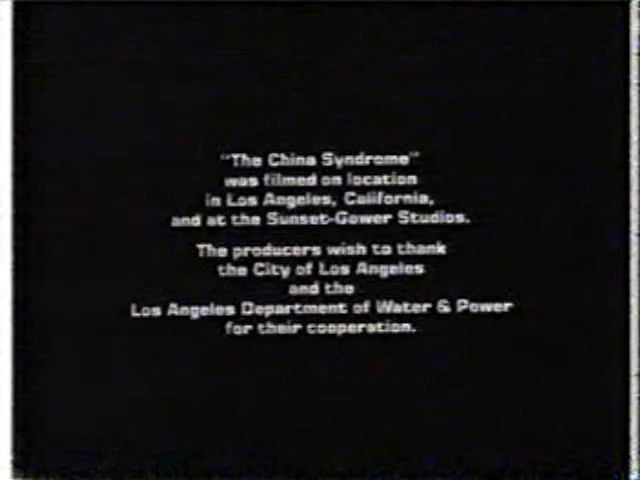 "The China Syndrome"
was filmed on location
in Los Angeles, California,
and at the Sunset-Gower Studios.
The producers wish to thank
the City of Los Angeles
and the
Los Angeles Department of Water & Power
for their cooperation.